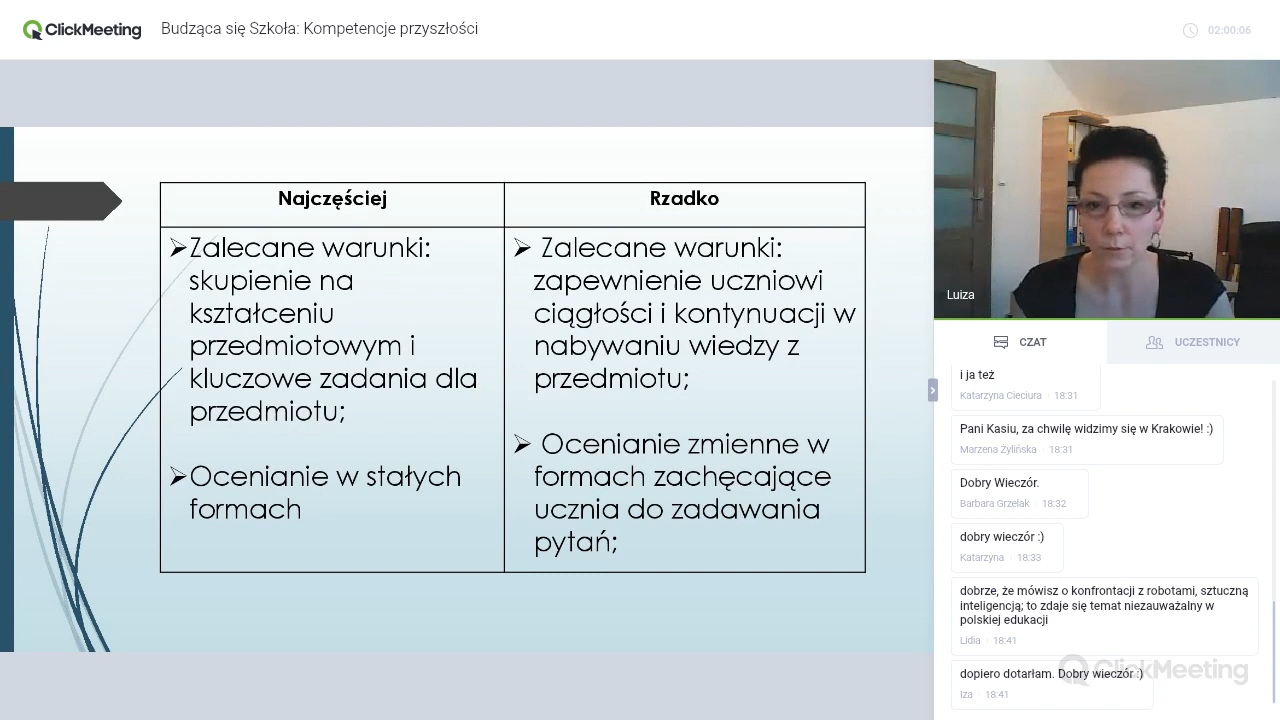 ClickMeeting
Budząca się Szkoła: Kompetencje przyszłości
02:00:06
Najczęściej
Rzadko
Zalecane warunki:
skupienie na
kształceniu
przedmiotowym i
kluczowe zadania dla
przedmiotu;
Ocenianie w stałych
formach
Zalecane warunki:
zapewnienie uczniowi
ciągłości i kontynuacji w
nabywaniu wiedzy z
przedmiotu;
Ocenianie zmienne w
formach zachęcające
ucznia do zadawania
pytań;
Luiza
CZAT
UCZESTNICY
i ja też
Katarzyna Cieciura · 18:31
Pani Kasiu, za chwilę widzimy się w Krakowie! :)
Marzena Żylińska · 18:31
Dobry Wieczór.
Barbara Grzelak · 18:32
dobry wieczór :)
Katarzyna · 18:33
dobrze, że mówisz o konfrontacji z robotami, sztuczną
inteligencją; to zdaje się temat niezauważalny w
polskiej edukacji
Lidia · 18:41
dopiero dotarłam. Dobry wieczór :)
Iza · 18:41
ClickMeeting